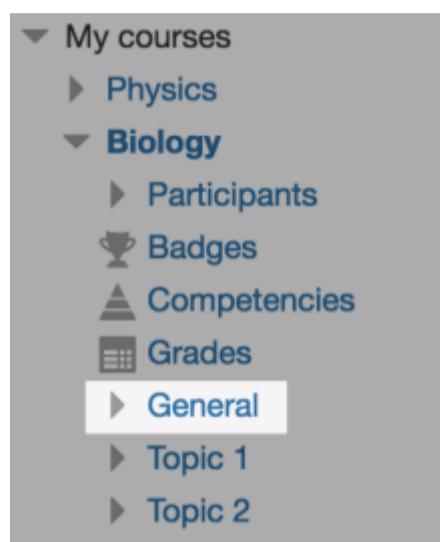 My courses
Physics
Biology
Participants
Badges
Competencies
Grades
General
Topic 1
Topic 2